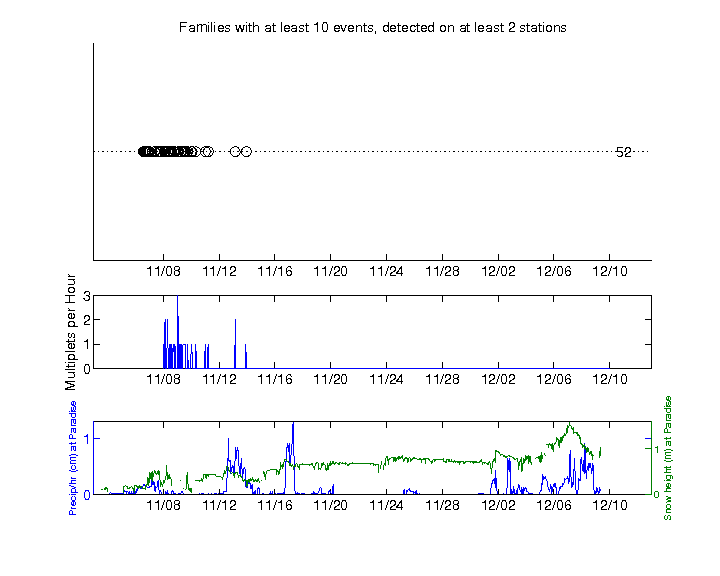 Families with at least 10 events, detected on at least 2 stations
52
11/08 11/12 11/16 11/20 11/24 11/28 12/02 12/06 12/10
Multiplets per Hour
3
2
1
0
11/08 11/12 11/16 11/20 11/24 11/28 12/02 12/06 12/10
Precip/hr (cm) at Paradise
1
0
Snow height (m) at Paradise
1
0
11/08 11/12 11/16 11/20 11/24 11/28 12/02 12/06 12/10